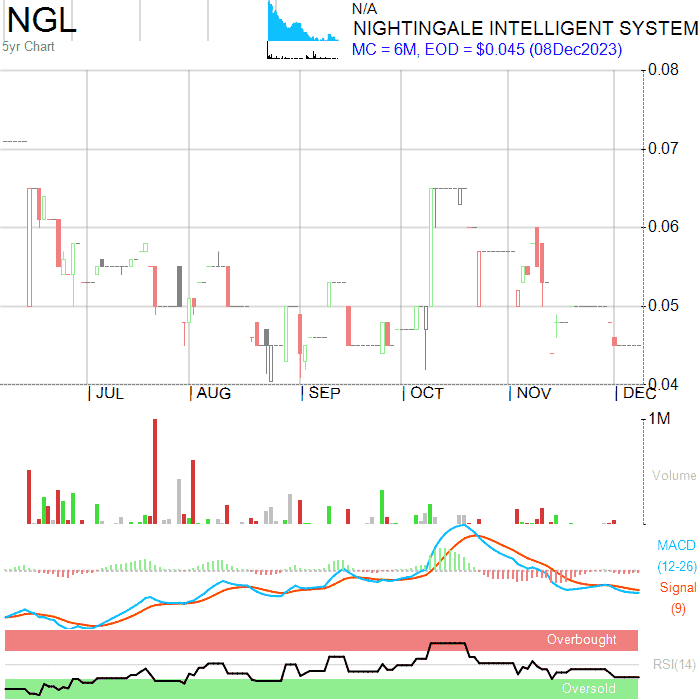 NGL
5yr Chart
N/A
NIGHTINGALE INTELLIGENT SYSTEM
MC = 6M, EOD = $0.045 (08Dec2023)
0.08
0.07
0.06
0.05
0.04
JUL AUG SEP OCT NOV DEC
1M
Volume
MACD
(12-26)
Signal
(9)
Overbought
RSI(14)
Oversold